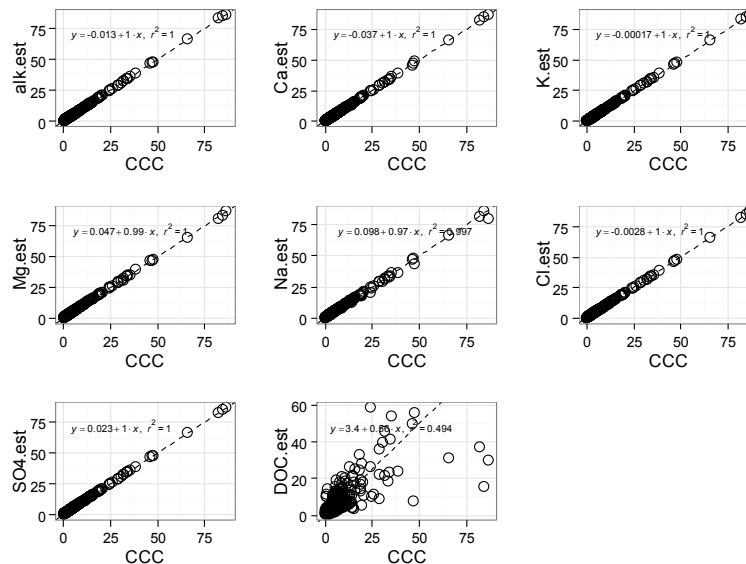 y = -0.013 + 1 · x, r² = 1
alk.est
75
50
25
0
0 25 50 75
CCC
y = -0.037 + 1 · x, r² = 1
Ca.est
75
50
25
0
0 25 50 75
CCC
y = -0.00017 + 1 · x, r² = 1
K.est
75
50
25
0
0 25 50 75
CCC
y = 0.047 + 0.99 · x, r² = 1
Mg.est
75
50
25
0
0 25 50 75
CCC
y = 0.098 + 0.97 · x, r² = 0.997
Na.est
75
50
25
0
0 25 50 75
CCC
y = -0.0028 + 1 · x, r² = 1
Cl.est
75
50
25
0
0 25 50 75
CCC
y = 0.023 + 1 · x, r² = 1
SO4.est
75
50
25
0
0 25 50 75
CCC
y = 3.4 + · x, r² = 0.494
DOC.est
60
40
20
0
0 25 50 75
CCC